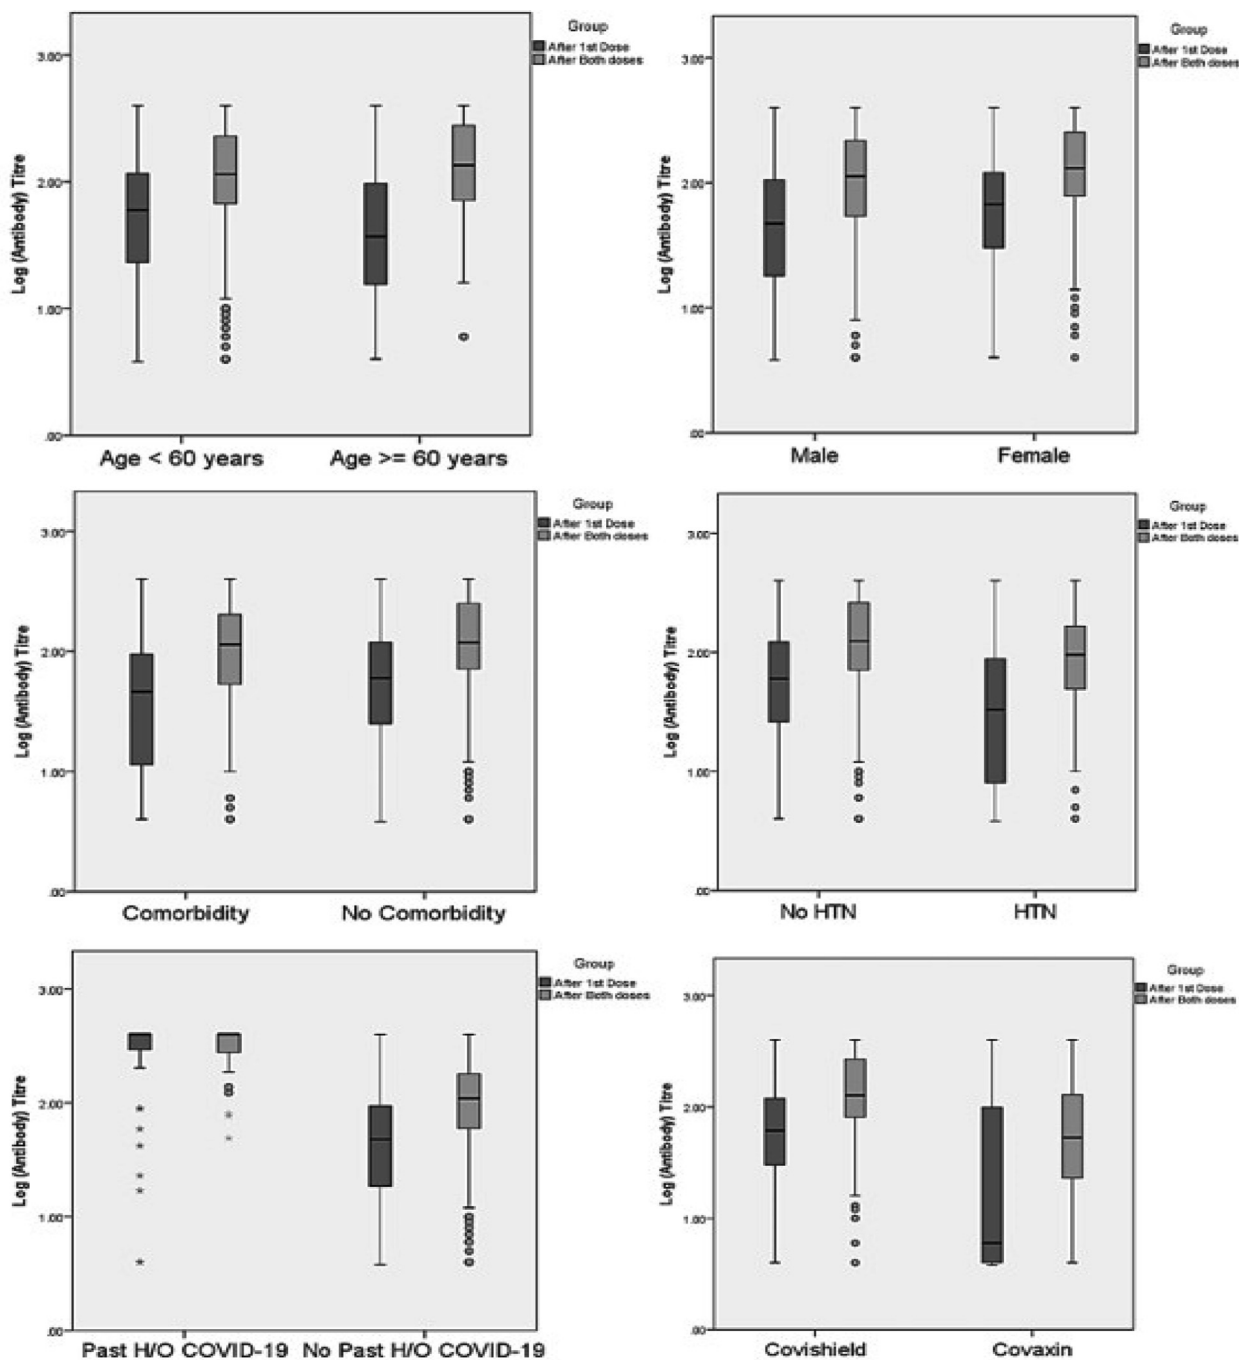 Group
After 1st Dose
After Both doses
3.00
2.00
1.00
.00
Log (Antibody) Titre
Age < 60 years
Age >= 60 years
Group
After 1st Dose
After Both doses
3.00
2.00
1.00
.00
Log (Antibody) Titre
Male
Female
Group
After 1st Dose
After Both doses
3.00
2.00
1.00
.00
Log (Antibody) Titre
Comorbidity
No Comorbidity
Group
After 1st Dose
After Both doses
3.00
2.00
1.00
.00
Log (Antibody) Titre
No HTN
HTN
Group
After 1st Dose
After Both doses
3.00
2.00
1.00
.00
Log (Antibody) Titre
Past H/O COVID-19
No Past H/O COVID-19
Group
After 1st Dose
After Both doses
3.00
2.00
1.00
.00
Log (Antibody) Titre
Covishield
Covaxin